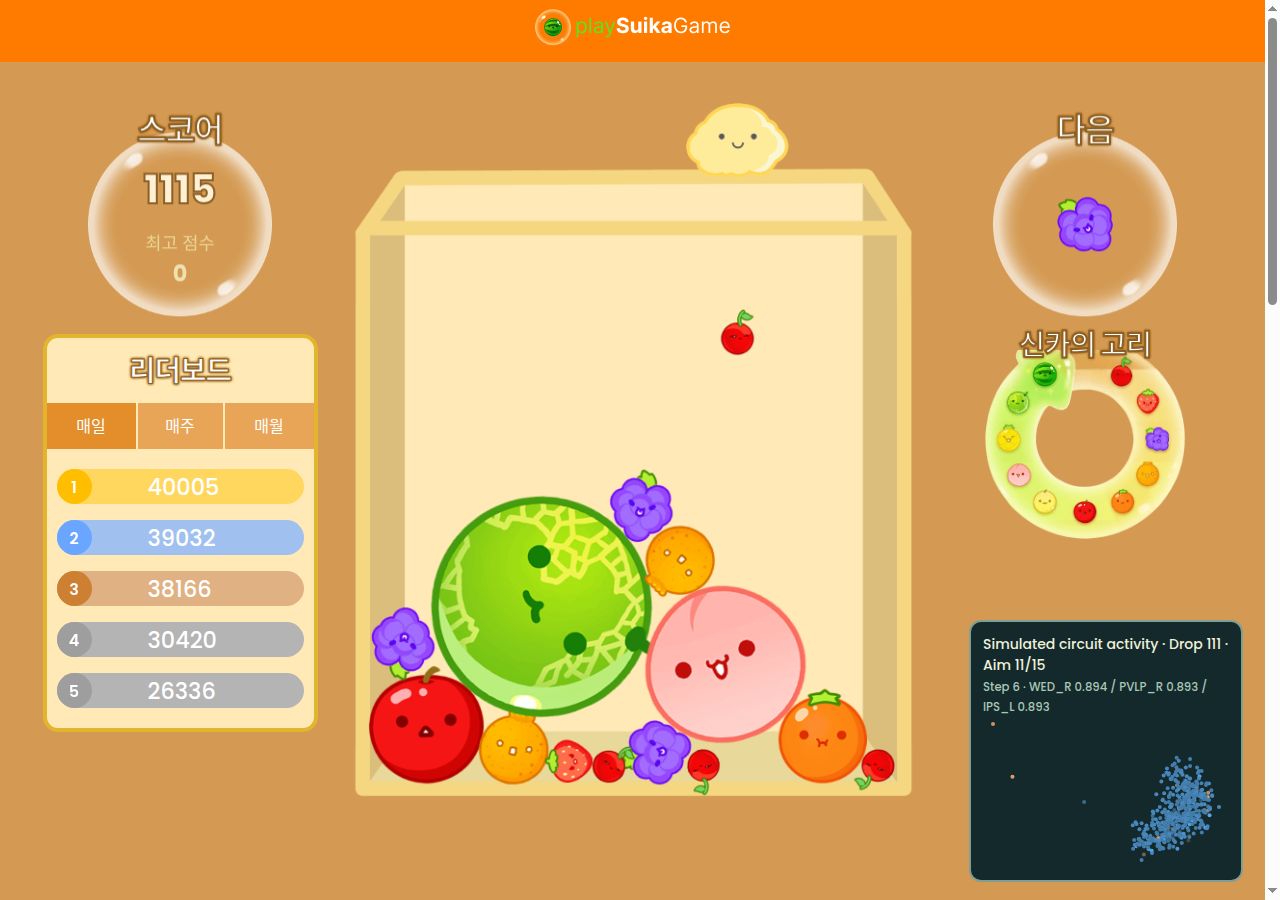 playSuikaGame
스코어
1115
최고 점수
0
다음
신카의 고리
리더보드
매일 매주 매월
1 40005
2 39032
3 38166
4 30420
5 26336
Simulated circuit activity · Drop 111 ·
Aim 11/15
Step 6 · WED_R 0.894 / PVLP_R 0.893 /
IPS_L 0.893